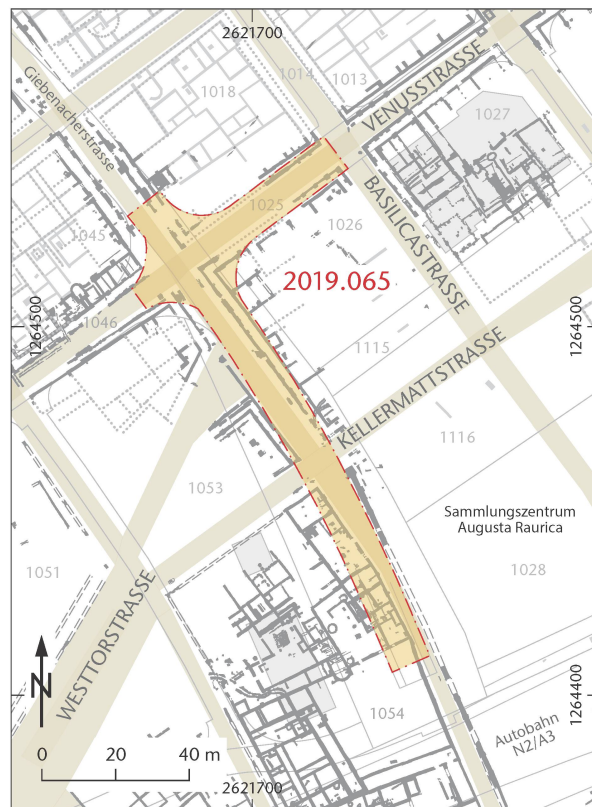 2621700
Giebenacherstrasse
1014
1013
1018
VENUSSTRASSE
1027
1025
1026
BASILICASTRASSE
1045
2019.065
1046
1264500
1264500
1115
KELLERMATTSTRASSE
1116
1053
Sammlungszentrum
Augusta Raurica
1051
1028
WESTTORSTRASSE
N
1054
1264400
Autobahn
N2/A3
0 20 40 m
2621700